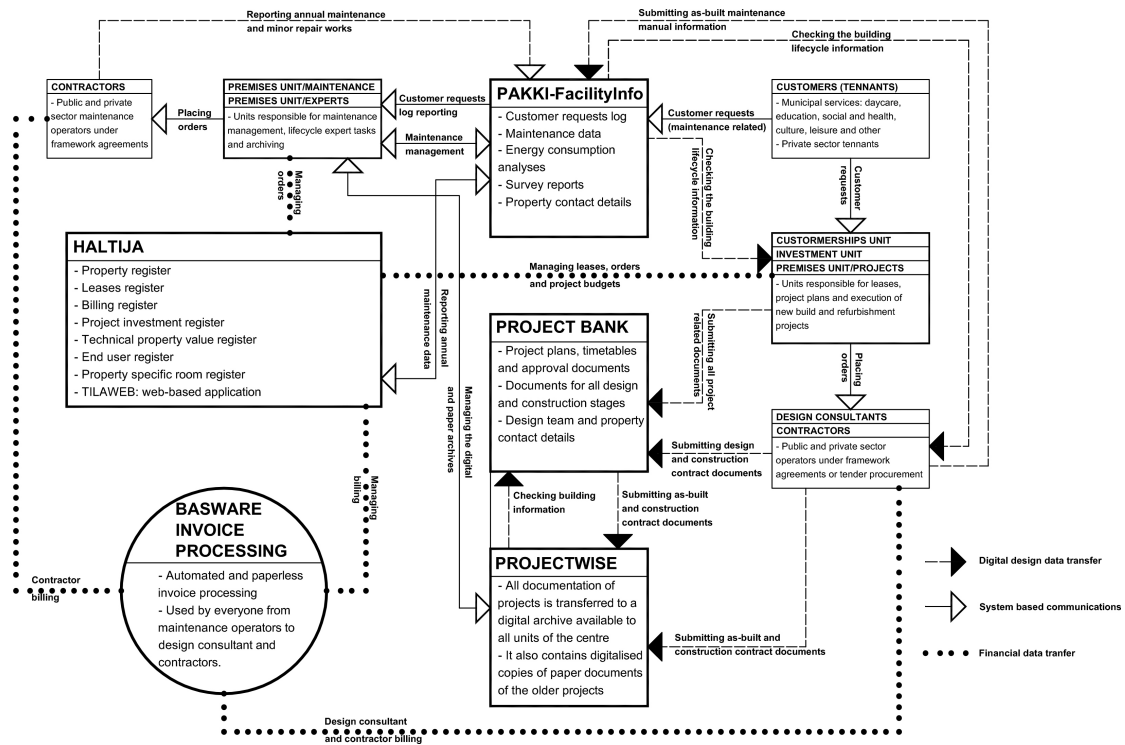 Reporting annual maintenance
and minor repair works
Submitting as-built maintenance
manual information
Checking the building
lifecycle information
CONTRACTORS
- Public and private
sector maintenance
operators under
framework agreements
Placing
orders
PREMISES UNIT/MAINTENANCE
PREMISES UNIT/EXPERTS
- Units responsible for maintenance
management, lifecycle expert tasks
and archiving
Customer requests
log reporting
Maintenance
management
PAKKI-FacilityInfo
- Customer requests log
- Maintenance data
- Energy consumption
analyses
- Survey reports
- Property contact details
Customer requests
(maintenance related)
CUSTOMERS (TENNANTS)
- Municipal services: daycare,
education, social and health,
culture, leisure and other
- Private sector tennants
Managing
orders
Checking the building
lifecycle information
Customer
requests
HALTIJA
- Property register
- Leases register
- Billing register
- Project investment register
- Technical property value register
- End user register
- Property specific room register
- TILAWEB: web-based application
Managing leases, orders
and project budgets
CUSTORMERSHIPS UNIT
INVESTMENT UNIT
PREMISES UNIT/PROJECTS
- Units responsible for leases,
project plans and execution of
new build and refurbishment
projects
Reporting annual
maintenance data
Managing the digital
and paper archives
PROJECT BANK
- Project plans, timetables
and approval documents
- Documents for all design
and construction stages
- Design team and property
contact details
Submitting all project
related documents
Placing
orders
DESIGN CONSULTANTS
CONTRACTORS
- Public and private sector
operators under framework
agreements or tender procurement
Submitting design
and construction
contract documents
Managing
billing
Checking building
information
Submitting as-built
and construction
contract documents
BASWARE
INVOICE
PROCESSING
- Automated and paperless
invoice processing
- Used by everyone from
maintenance operators to
design consultant and
contractors.
Contractor
billing
PROJECTWISE
- All documentation of
projects is transferred to a
digital archive available to
all units of the centre
- It also contains digitalised
copies of paper documents
of the older projects
Submitting as-built and
construction contract documents
Digital design data transfer
System based communications
Financial data tranfer
Design consultant
and contractor billing